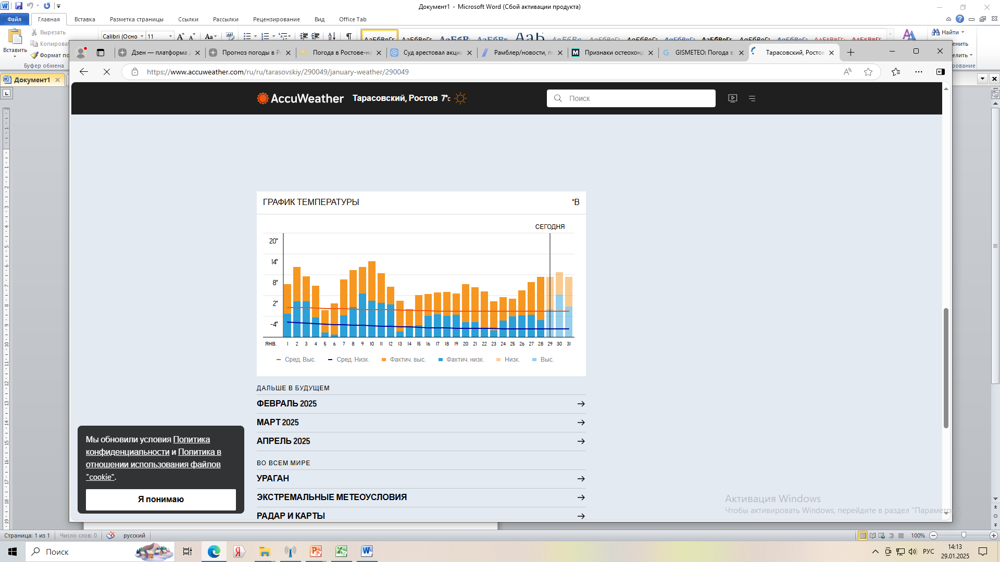 Документ1 - Microsoft Word (Сбой активации продукта)
Файл Главная Вставка Разметка страницы Ссылки Рассылки Рецензирование Вид Office Tab
Вставить
Вырезать
Копировать
Формат по
Буфер обмена
Calibri (Осно 11
Найти
Документ1
Дзен — платформа д
Прогноз погоды в Ро
Погода в Ростове-на
Суд арестовал акции
Рамблер/новости, по
Признаки остеохонд
GISMETEO: Погода в
Тарасовский, Ростов
https://www.accuweather.com/ru/ru/tarasovskiy/290049/january-weather/290049
AccuWeather Тарасовский, Ростов 7°C
Поиск
ГРАФИК ТЕМПЕРАТУРЫ °В
СЕГОДНЯ
20°
14°
8°
2°
-4°
ЯНВ. 1 2 3 4 5 6 7 8 9 10 11 12 13 14 15 16 17 18 19 20 21 22 23 24 25 26 27 28 29 30 31
Сред. Выс. Сред. Низк. Фактич. выс. Фактич. низк. Низк. Выс.
ДАЛЬШЕ В БУДУЩЕМ
ФЕВРАЛЬ 2025
МАРТ 2025
АПРЕЛЬ 2025
ВО ВСЕМ МИРЕ
УРАГАН
ЭКСТРЕМАЛЬНЫЕ МЕТЕОУСЛОВИЯ
РАДАР И КАРТЫ
Мы обновили условия Политика
конфиденциальности и Политика в
отношении использования файлов
"cookie".
Я понимаю
Активация Windows
Чтобы активировать Windows, перейдите в раздел "Параметры".
Страница: 1 из 1 Число слов: 0 русский 100%
Поиск
РУС
14:13
29.01.2025